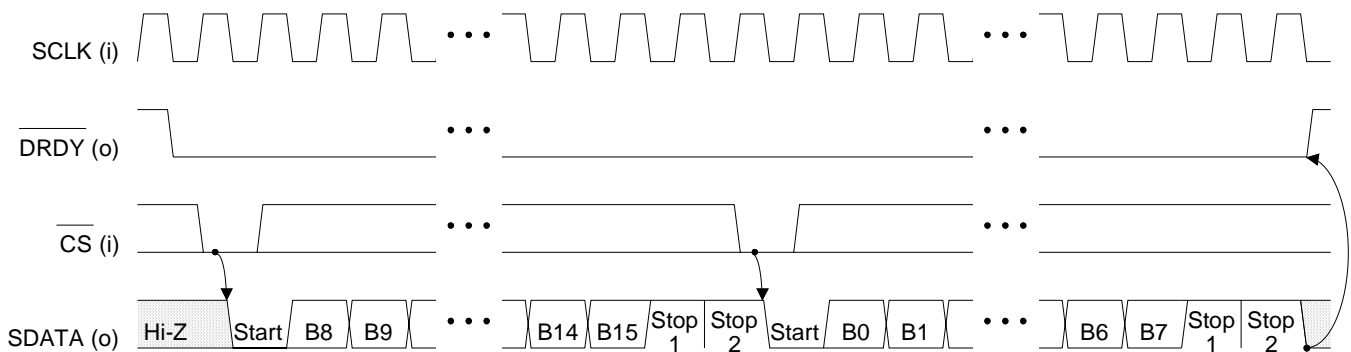 SCLK (i) • • • • • •
DRDY (o) • • • • • •
CS (i) • • • • • •
SDATA (o) Hi-Z Start B8 B9 • • • B14 B15 Stop 1 Stop 2 Start B0 B1 • • • B6 B7 Stop 1 Stop 2